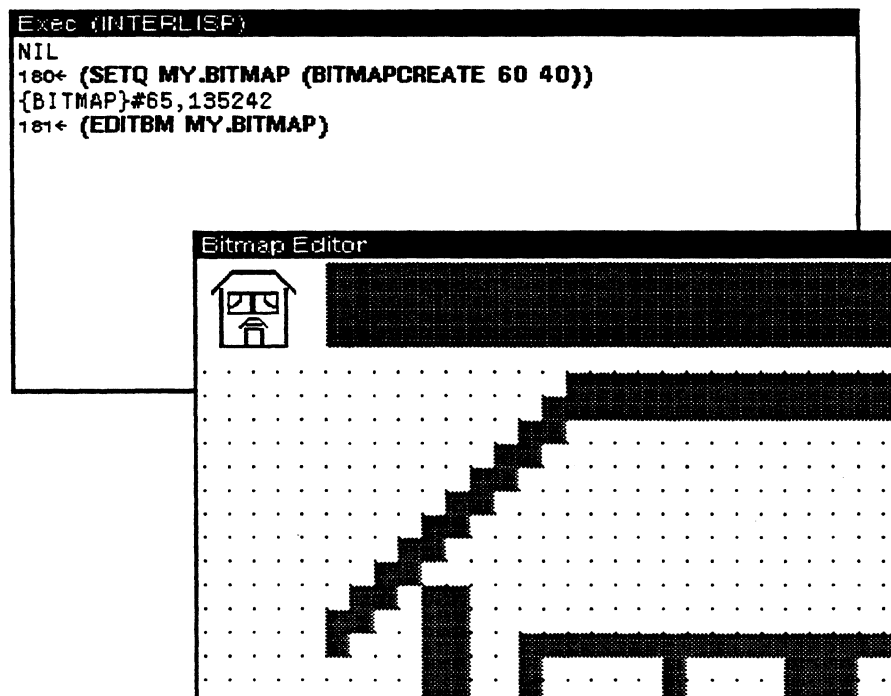 Exec (INTERLISP)
NIL
180← (SETQ MY.BITMAP (BITMAPCREATE 60 40))
{BITMAP}#65,135242
181← (EDITBM MY.BITMAP)
Bitmap Editor